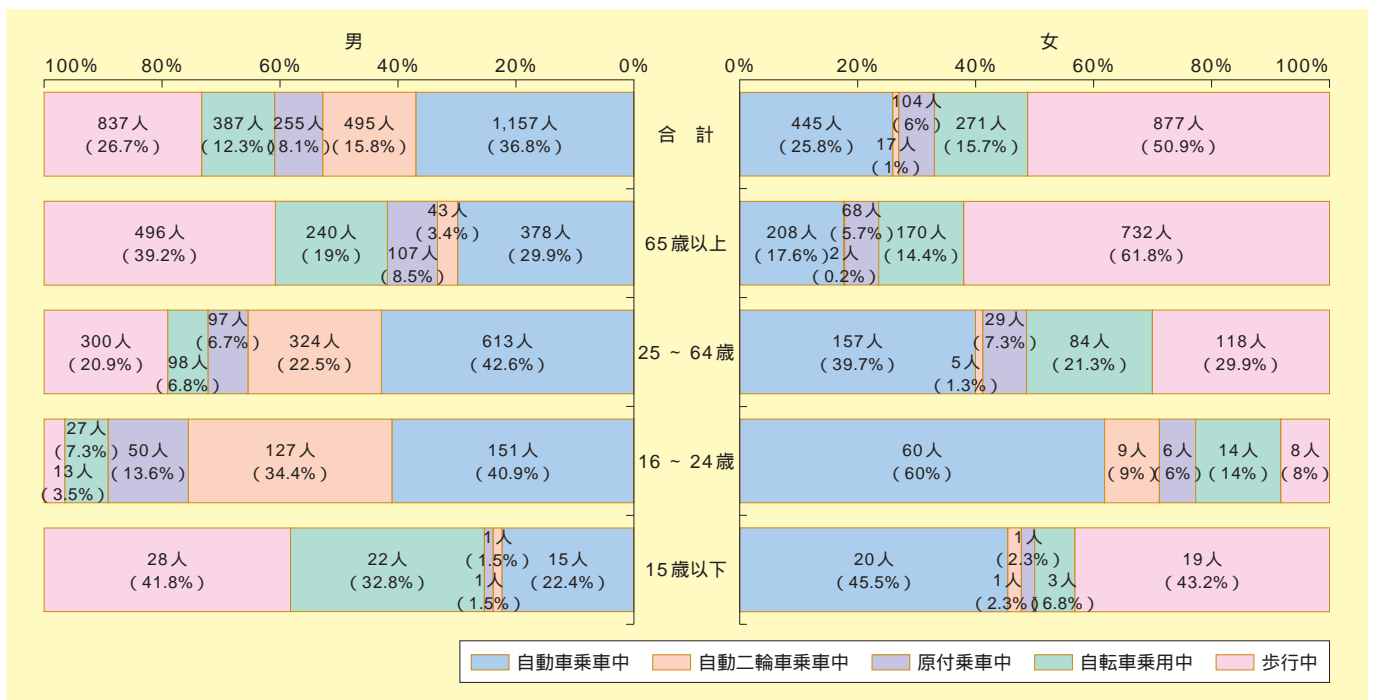 男
女
100% 80% 60% 40% 20% 0%
0% 20% 40% 60% 80% 100%
837人
(26.7%)
387人
(12.3%)
255人
(8.1%)
495人
(15.8%)
1,157人
(36.8%)
合 計
445人
(25.8%)
17人
(1%)
104人
(6%)
271人
(15.7%)
877人
(50.9%)
496人
(39.2%)
240人
(19%)
107人
(8.5%)
43人
(3.4%)
378人
(29.9%)
65歳以上
208人
(17.6%)
2人
(0.2%)
68人
(5.7%)
170人
(14.4%)
732人
(61.8%)
300人
(20.9%)
98人
(6.8%)
97人
(6.7%)
324人
(22.5%)
613人
(42.6%)
25 ~ 64歳
157人
(39.7%)
5人
(1.3%)
29人
(7.3%)
84人
(21.3%)
118人
(29.9%)
13人
(3.5%)
27人
(7.3%)
50人
(13.6%)
127人
(34.4%)
151人
(40.9%)
16 ~ 24歳
60人
(60%)
9人
(9%)
6人
(6%)
14人
(14%)
8人
(8%)
28人
(41.8%)
22人
(32.8%)
1人
(1.5%)
1人
(1.5%)
15人
(22.4%)
15歳以下
20人
(45.5%)
1人
(2.3%)
1人
(2.3%)
3人
(6.8%)
19人
(43.2%)
自動車乗車中 自動二輪車乗車中 原付乗車中 自転車乗用中 歩行中